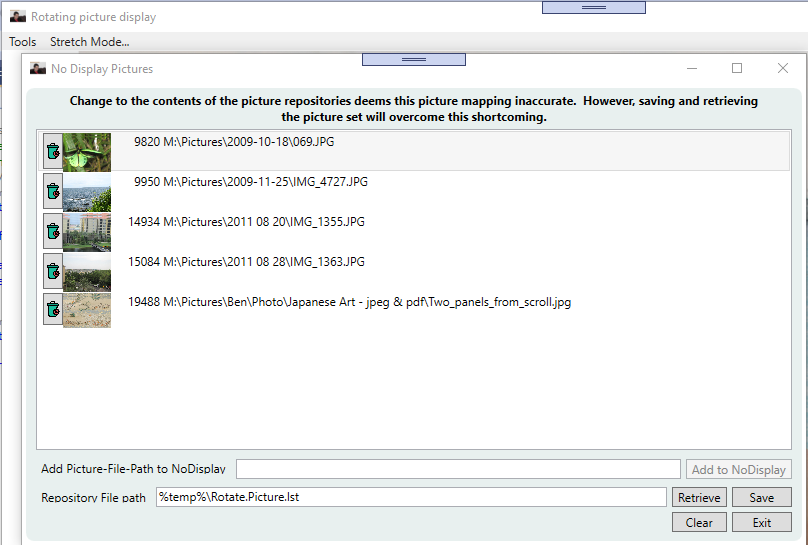 Rotating picture display
Tools Stretch Mode...
No Display Pictures
Change to the contents of the picture repositories deems this picture mapping inaccurate. However, saving and retrieving
the picture set will overcome this shortcoming.
9820 M:\Pictures\2009-10-18\069.JPG
9950 M:\Pictures\2009-11-25\IMG_4727.JPG
14934 M:\Pictures\2011 08 20\IMG_1355.JPG
15084 M:\Pictures\2011 08 28\IMG_1363.JPG
19488 M:\Pictures\Ben\Photo\Japanese Art - jpeg & pdf\Two_panels_from_scroll.jpg
Add Picture-File-Path to NoDisplay Add to NoDisplay
Repository File path %temp%\Rotate.Picture.lst Retrieve Save
Clear Exit